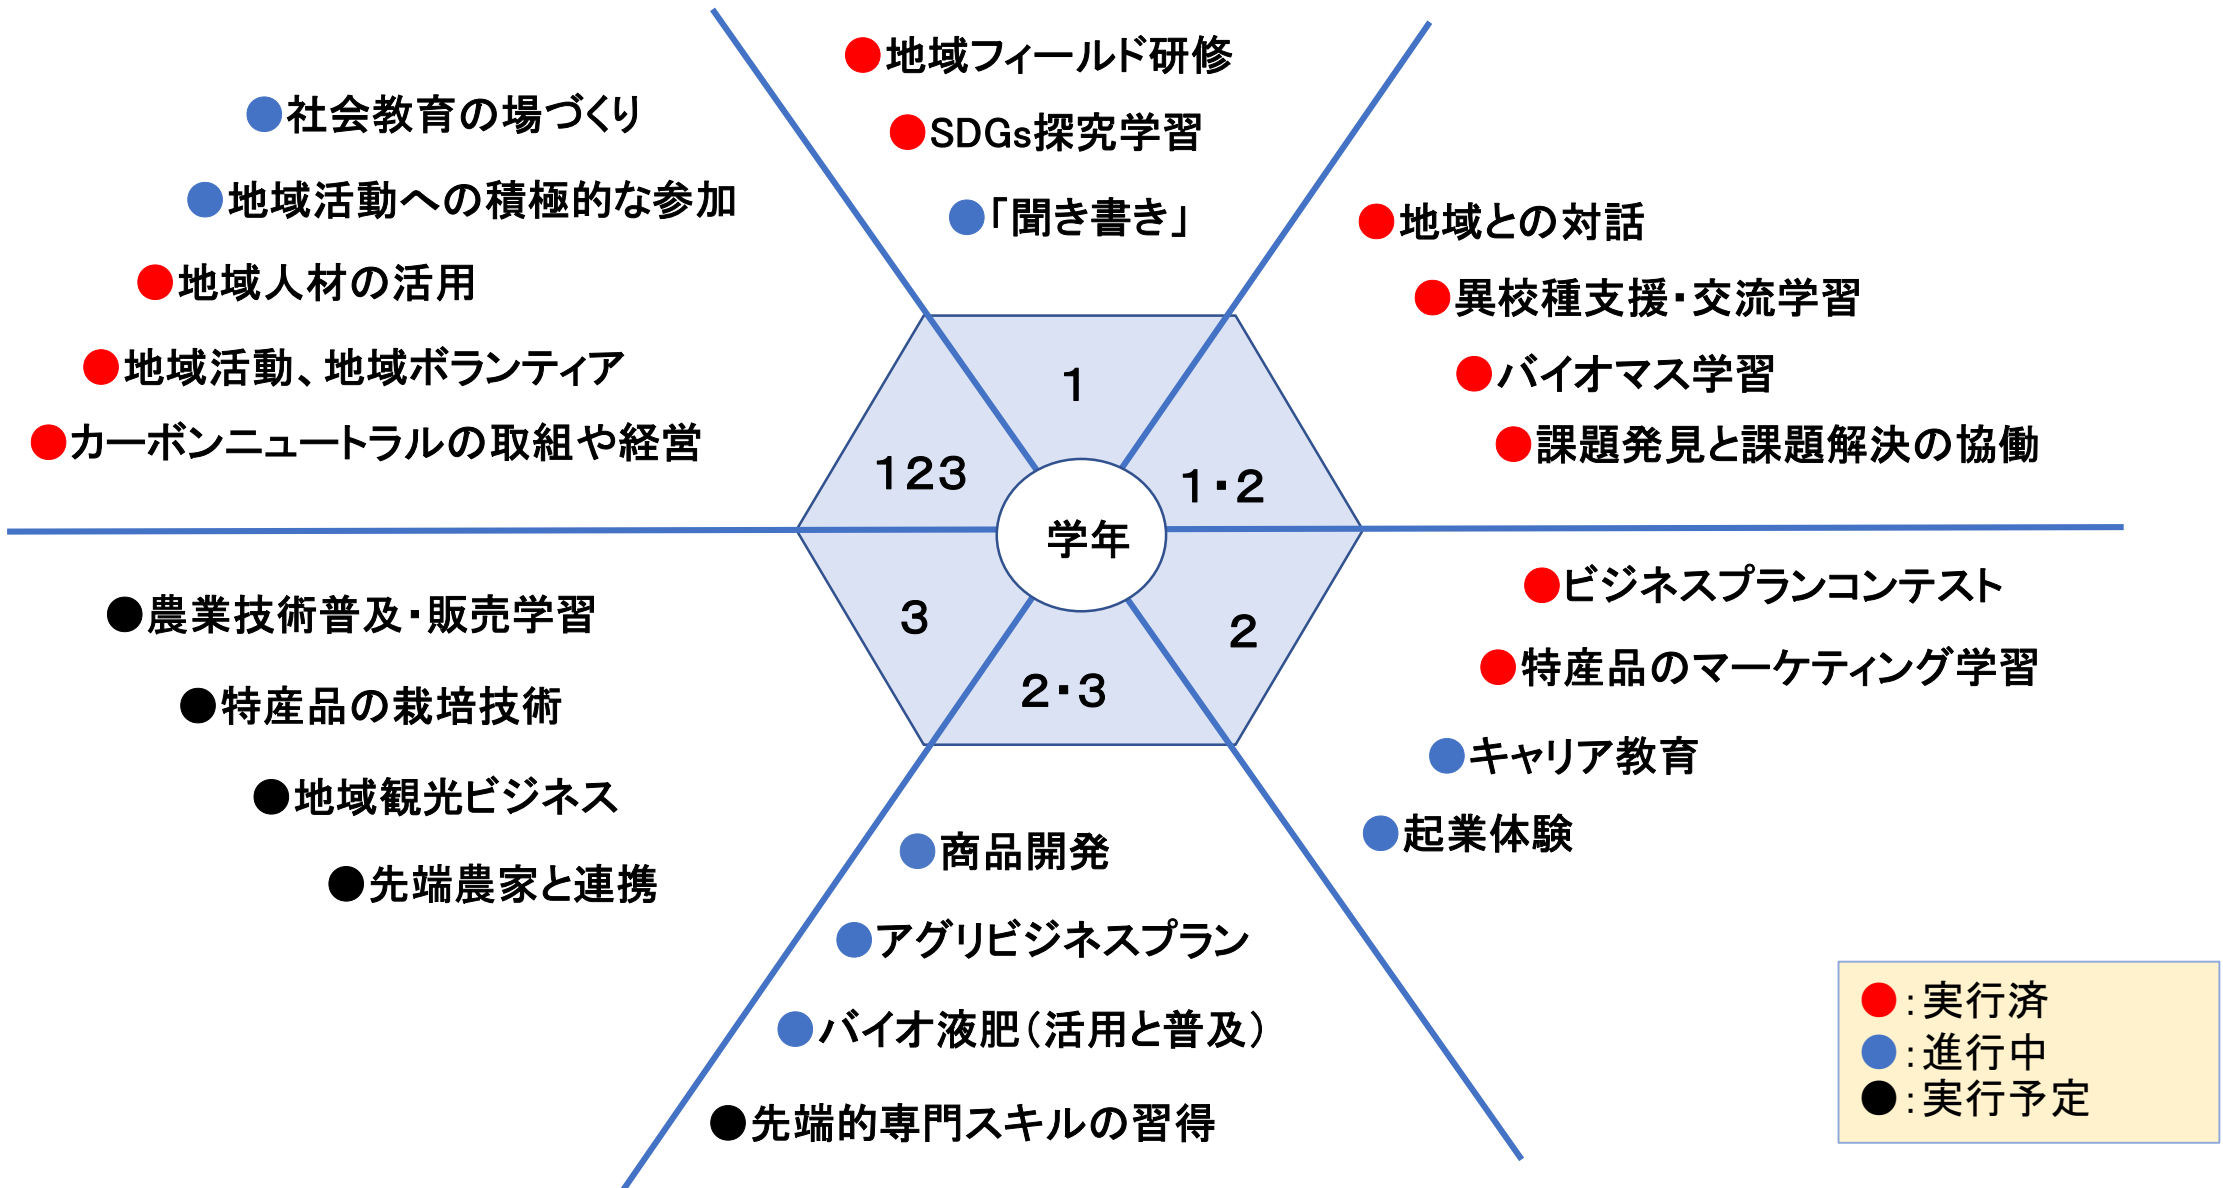 ●地域フィールド研修
●SDGs探究学習
●「聞き書き」
●社会教育の場づくり
●地域活動への積極的な参加
●地域人材の活用
●地域活動、地域ボランティア
●カーボンニュートラルの取組や経営
●地域との対話
●異校種支援・交流学習
●バイオマス学習
●課題発見と課題解決の協働
1
123
1・2
学年
3
2
2・3
●農業技術普及・販売学習
●特産品の栽培技術
●地域観光ビジネス
●先端農家と連携
●ビジネスプランコンテスト
●特産品のマーケティング学習
●キャリア教育
●起業体験
●商品開発
●アグリビジネスプラン
●バイオ液肥（活用と普及）
●先端的専門スキルの習得
●：実行済
●：進行中
●：実行予定